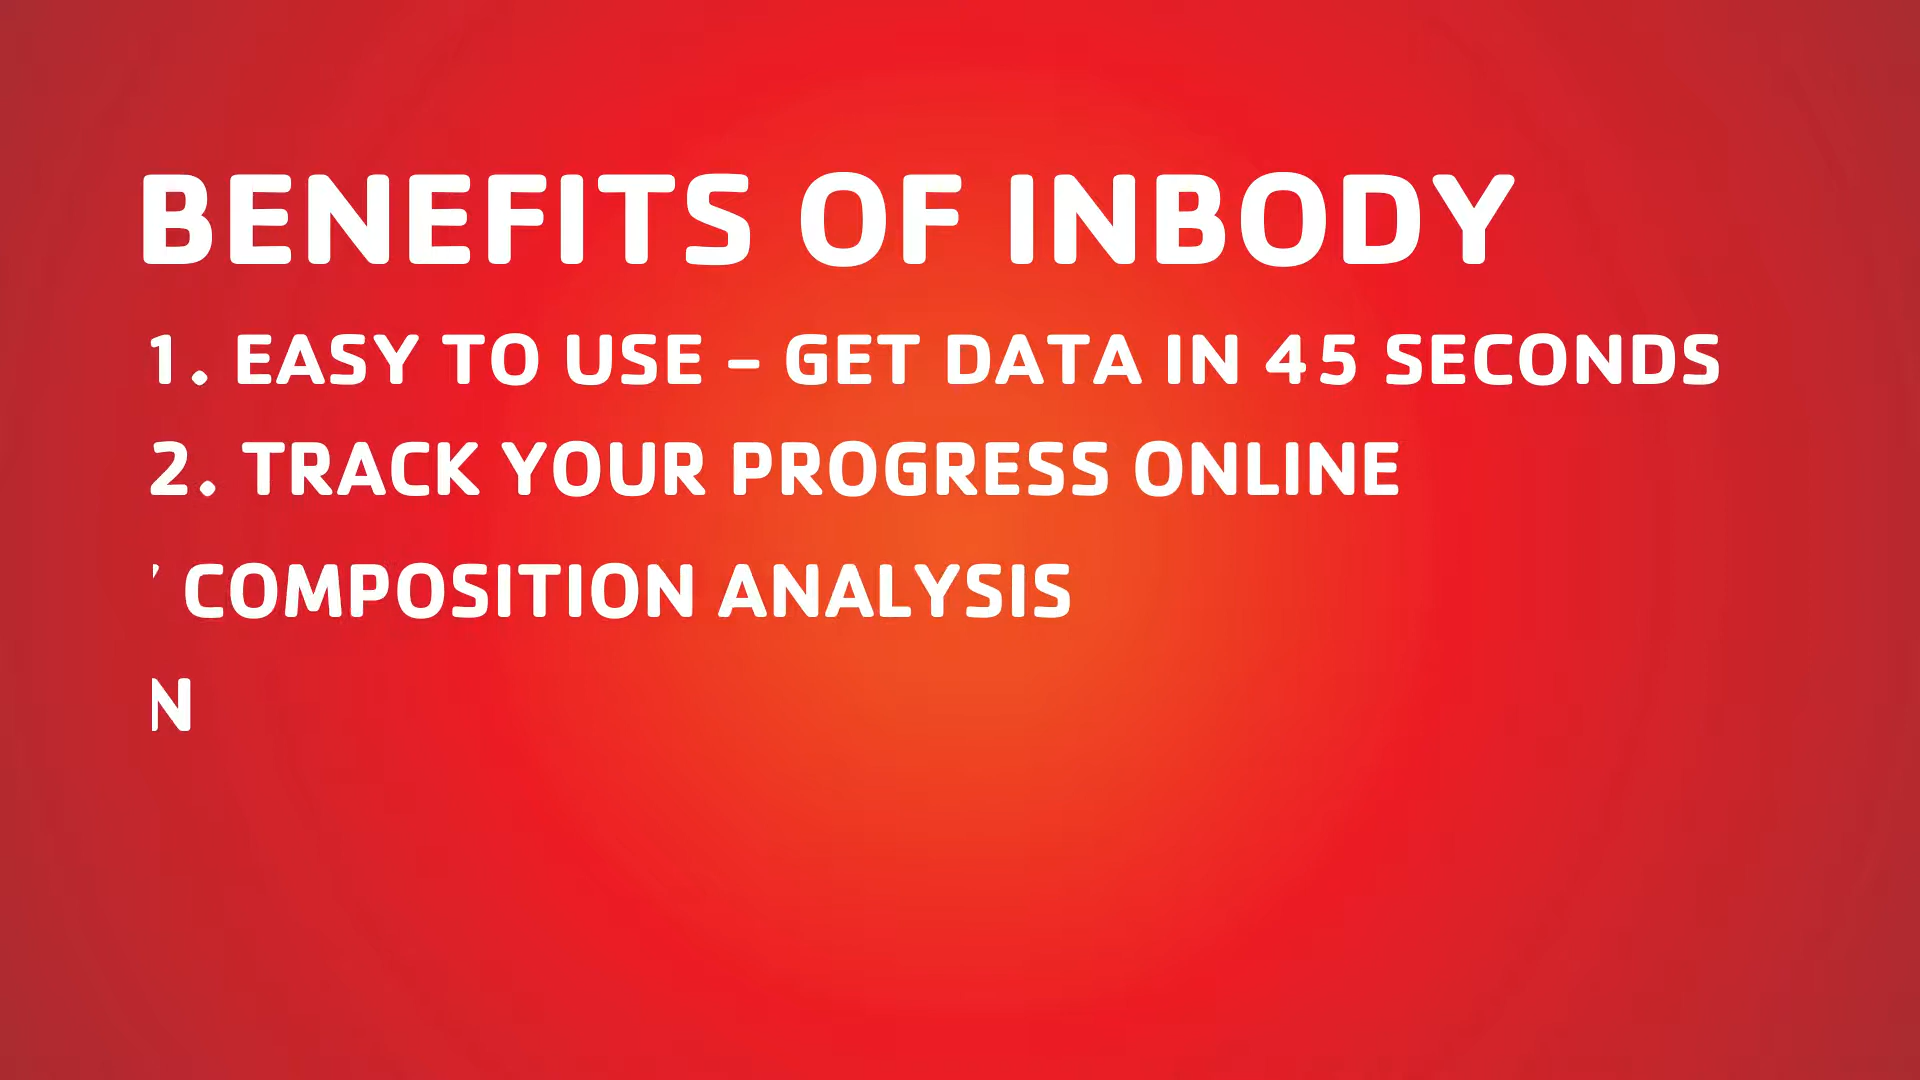 BENEFITS OF INBODY
1. EASY TO USE – GET DATA IN 45 SECONDS
2. TRACK YOUR PROGRESS ONLINE
COMPOSITION ANALYSIS
N